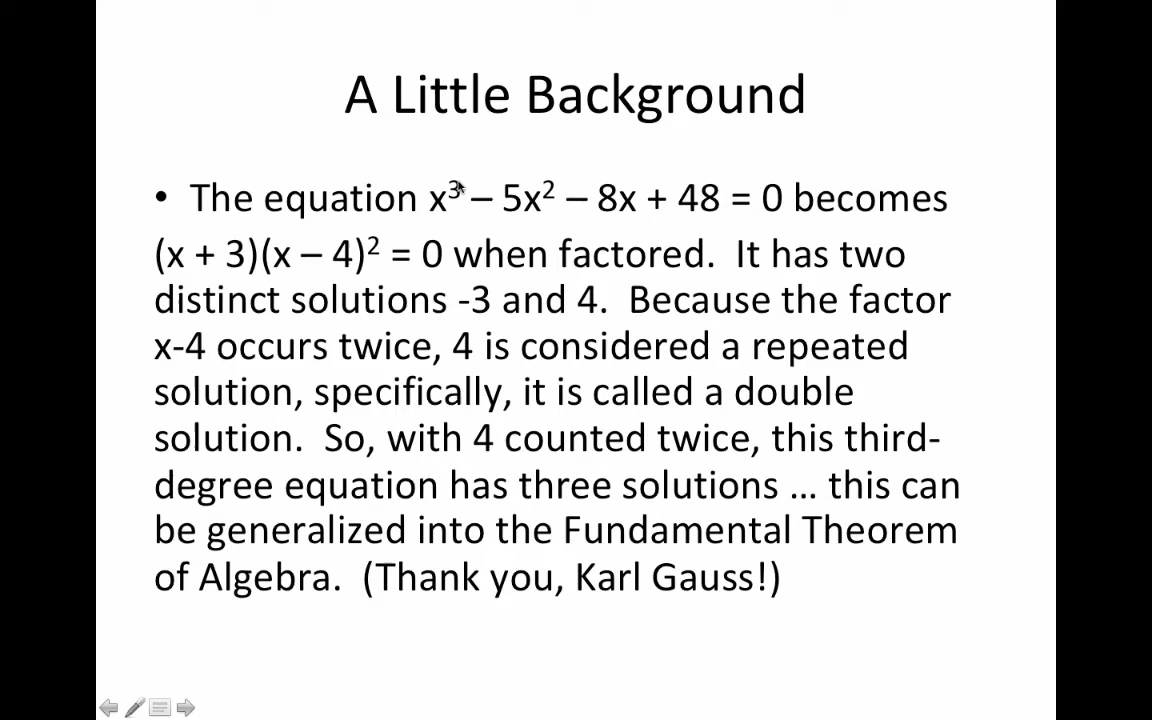 A Little Background
• The equation x³ – 5x² – 8x + 48 = 0 becomes
(x + 3)(x – 4)² = 0 when factored.  It has two
distinct solutions -3 and 4.  Because the factor
x-4 occurs twice, 4 is considered a repeated
solution, specifically, it is called a double
solution.  So, with 4 counted twice, this third-
degree equation has three solutions … this can
be generalized into the Fundamental Theorem
of Algebra.  (Thank you, Karl Gauss!)